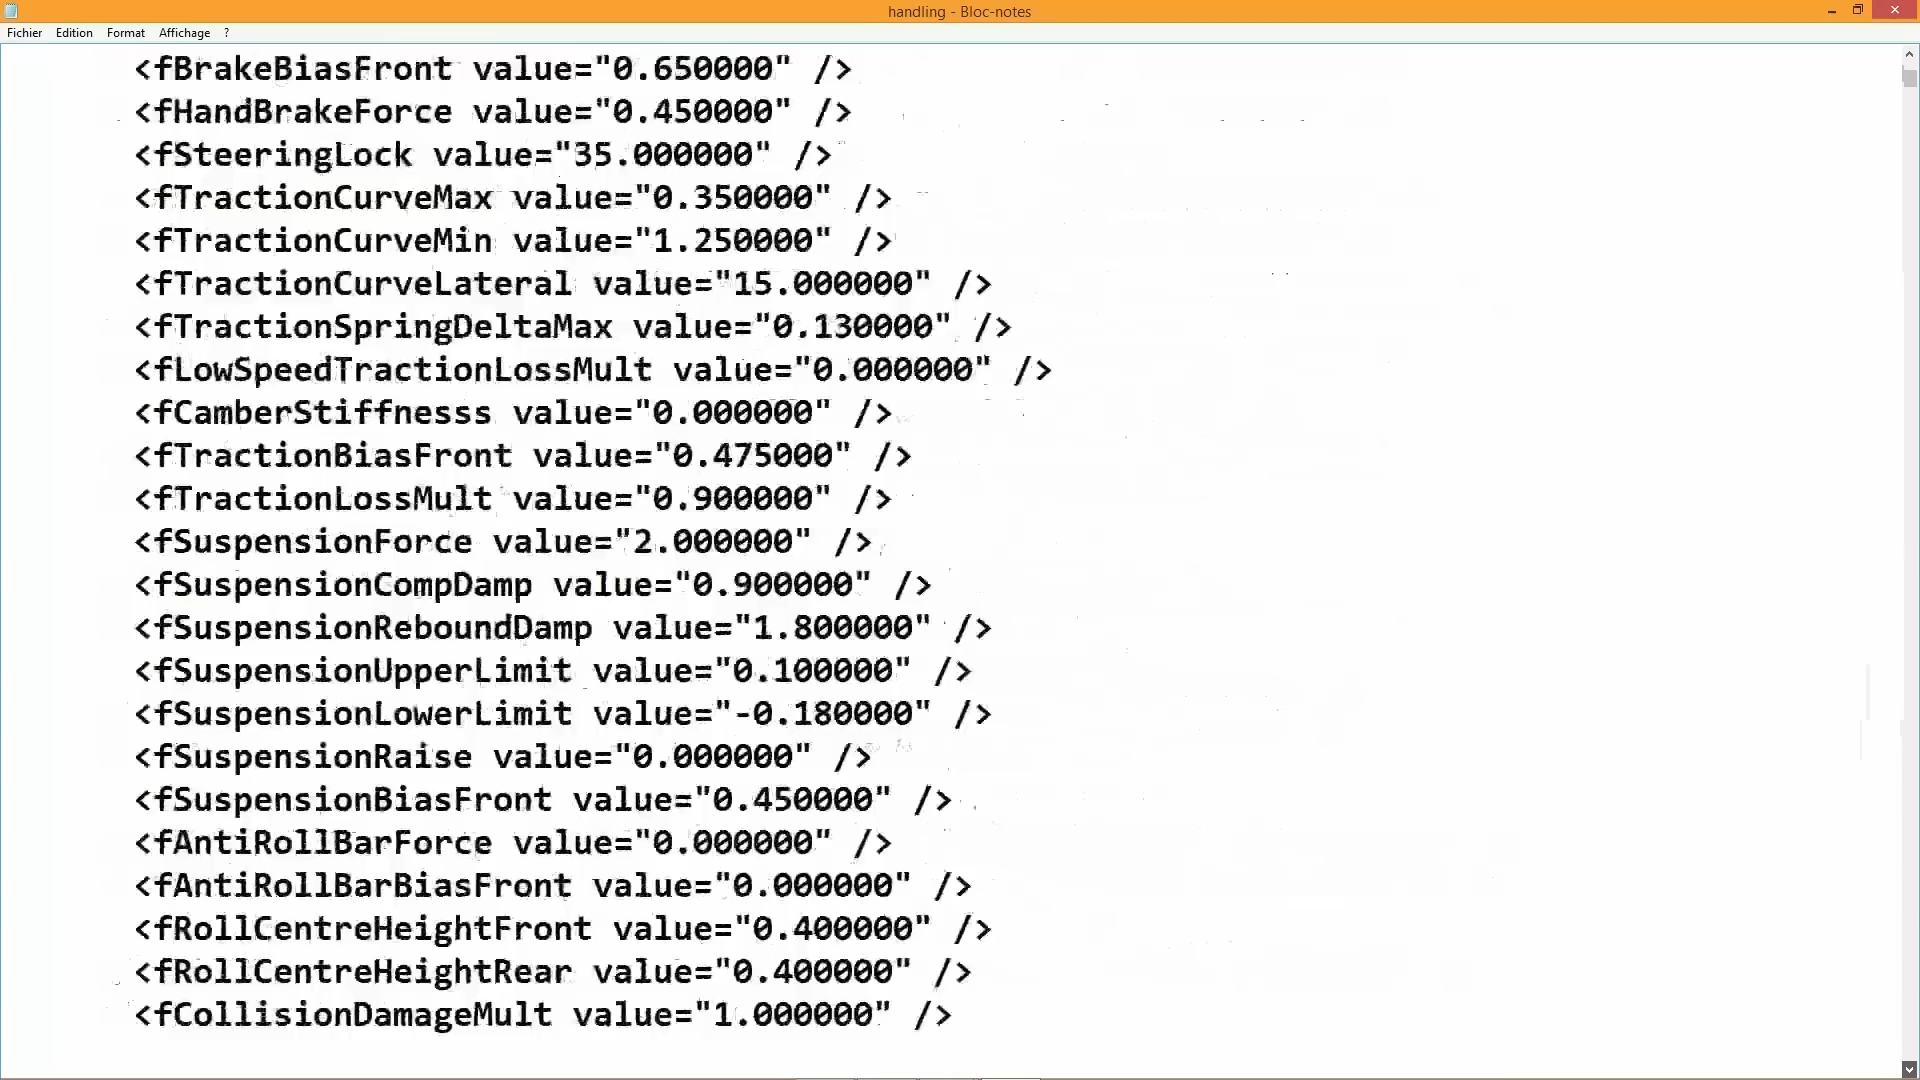 handling - Bloc-notes
Fichier Edition Format Affichage ?
<fBrakeBiasFront value="0.650000" />
<fHandBrakeForce value="0.450000" />
<fSteeringLock value="35.000000" />
<fTractionCurveMax value="0.350000" />
<fTractionCurveMin value="1.250000" />
<fTractionCurveLateral value="15.000000" />
<fTractionSpringDeltaMax value="0.130000" />
<fLowSpeedTractionLossMult value="0.000000" />
<fCamberStiffnesss value="0.000000" />
<fTractionBiasFront value="0.475000" />
<fTractionLossMult value="0.900000" />
<fSuspensionForce value="2.000000" />
<fSuspensionCompDamp value="0.900000" />
<fSuspensionReboundDamp value="1.800000" />
<fSuspensionUpperLimit value="0.100000" />
<fSuspensionLowerLimit value="-0.180000" />
<fSuspensionRaise value="0.000000" />
<fSuspensionBiasFront value="0.450000" />
<fAntiRollBarForce value="0.000000" />
<fAntiRollBarBiasFront value="0.000000" />
<fRollCentreHeightFront value="0.400000" />
<fRollCentreHeightRear value="0.400000" />
<fCollisionDamageMult value="1.000000" />